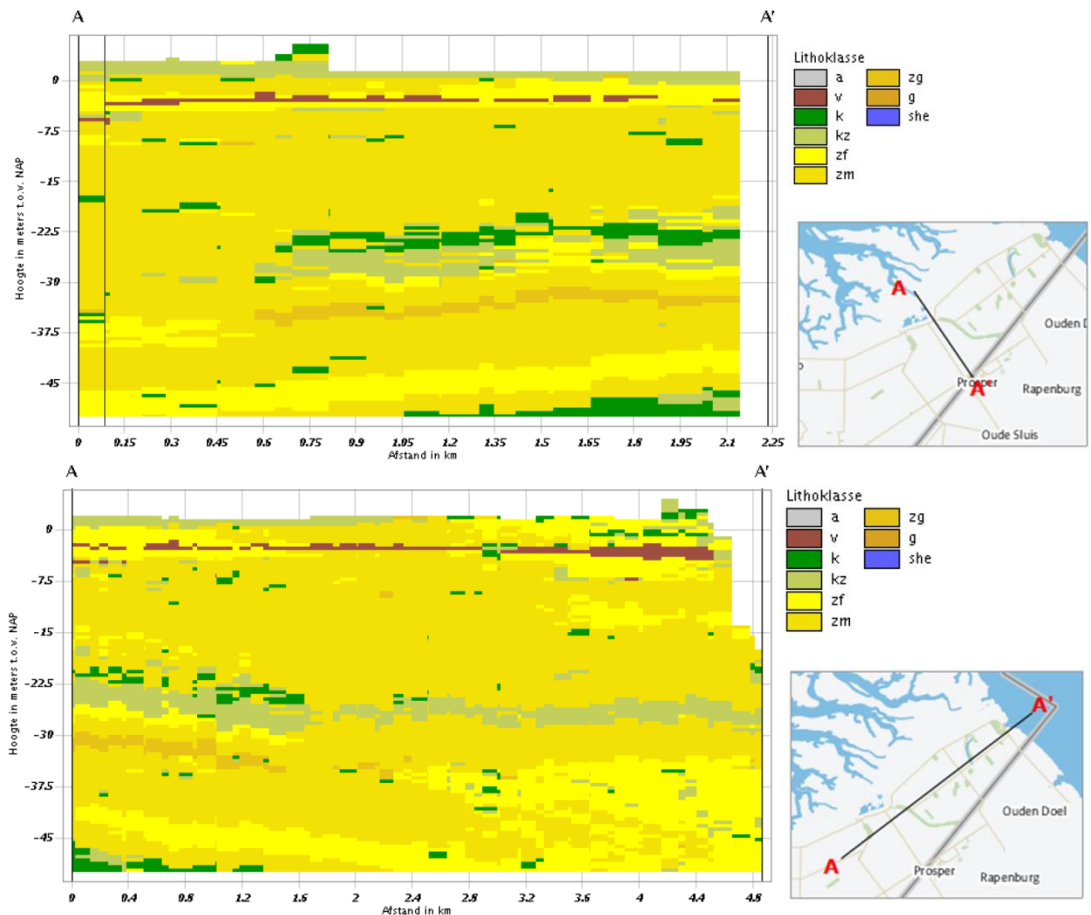 A A'
Hoogte in meters t.o.v. NAP
0
-7.5
-15
-22.5
-30
-37.5
-45
0 0.15 0.3 0.45 0.6 0.75 0.9 1.05 1.2 1.35 1.5 1.65 1.8 1.95 2.1 2.25
Afstand in km
Lithoklasse
a zg
v g
k she
kz
zf
zm
A
Ouden D
Prosper
A'
Rapenburg
Oude Sluis
A A'
Hoogte in meters t.o.v. NAP
0
-7.5
-15
-22.5
-30
-37.5
-45
0 0.4 0.8 1.2 1.6 2 2.4 2.8 3.2 3.6 4 4.4 4.8
Afstand in km
Lithoklasse
a zg
v g
k she
kz
zf
zm
A'
Ouden Doel
A
Prosper
Rapenburg